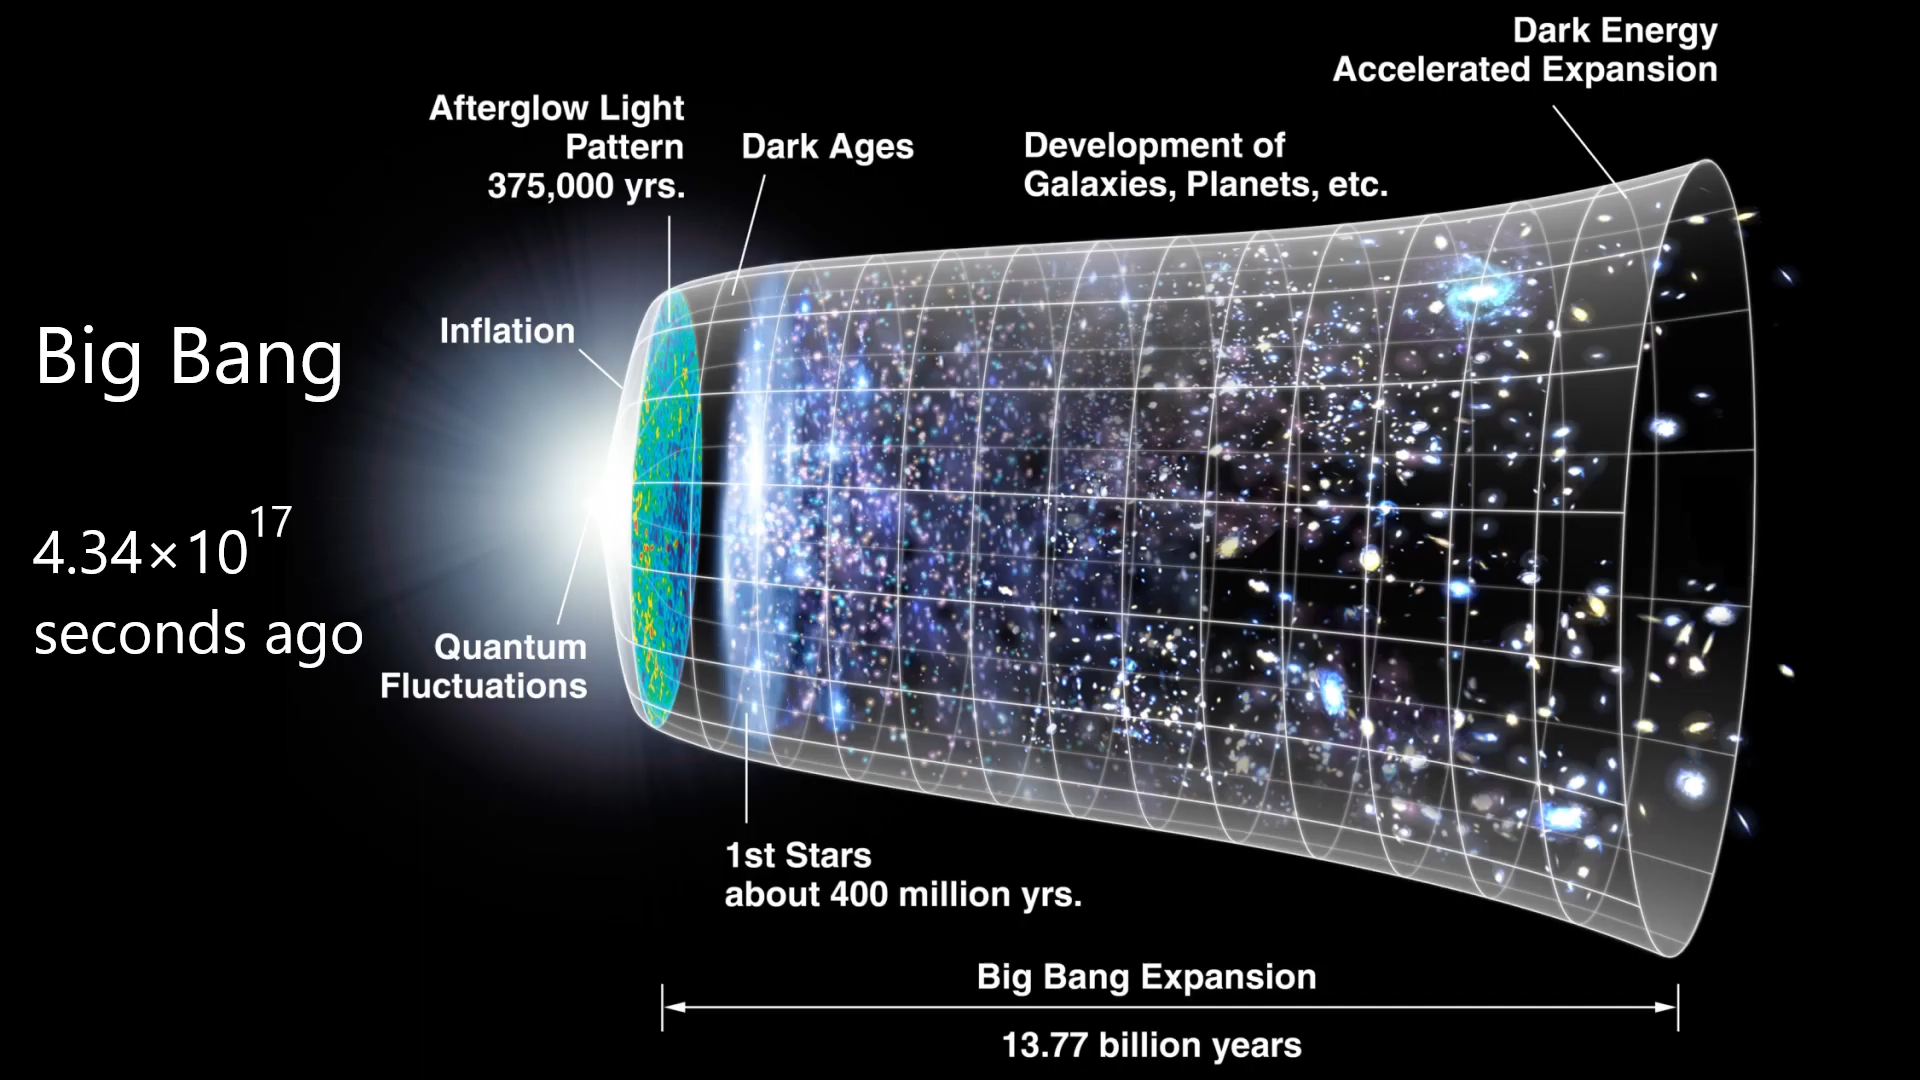 Big Bang
4.34×10¹⁷
seconds ago
Afterglow Light
Pattern
375,000 yrs.
Inflation
Quantum
Fluctuations
Dark Ages
1st Stars
about 400 million yrs.
Development of
Galaxies, Planets, etc.
Dark Energy
Accelerated Expansion
Big Bang Expansion
13.77 billion years